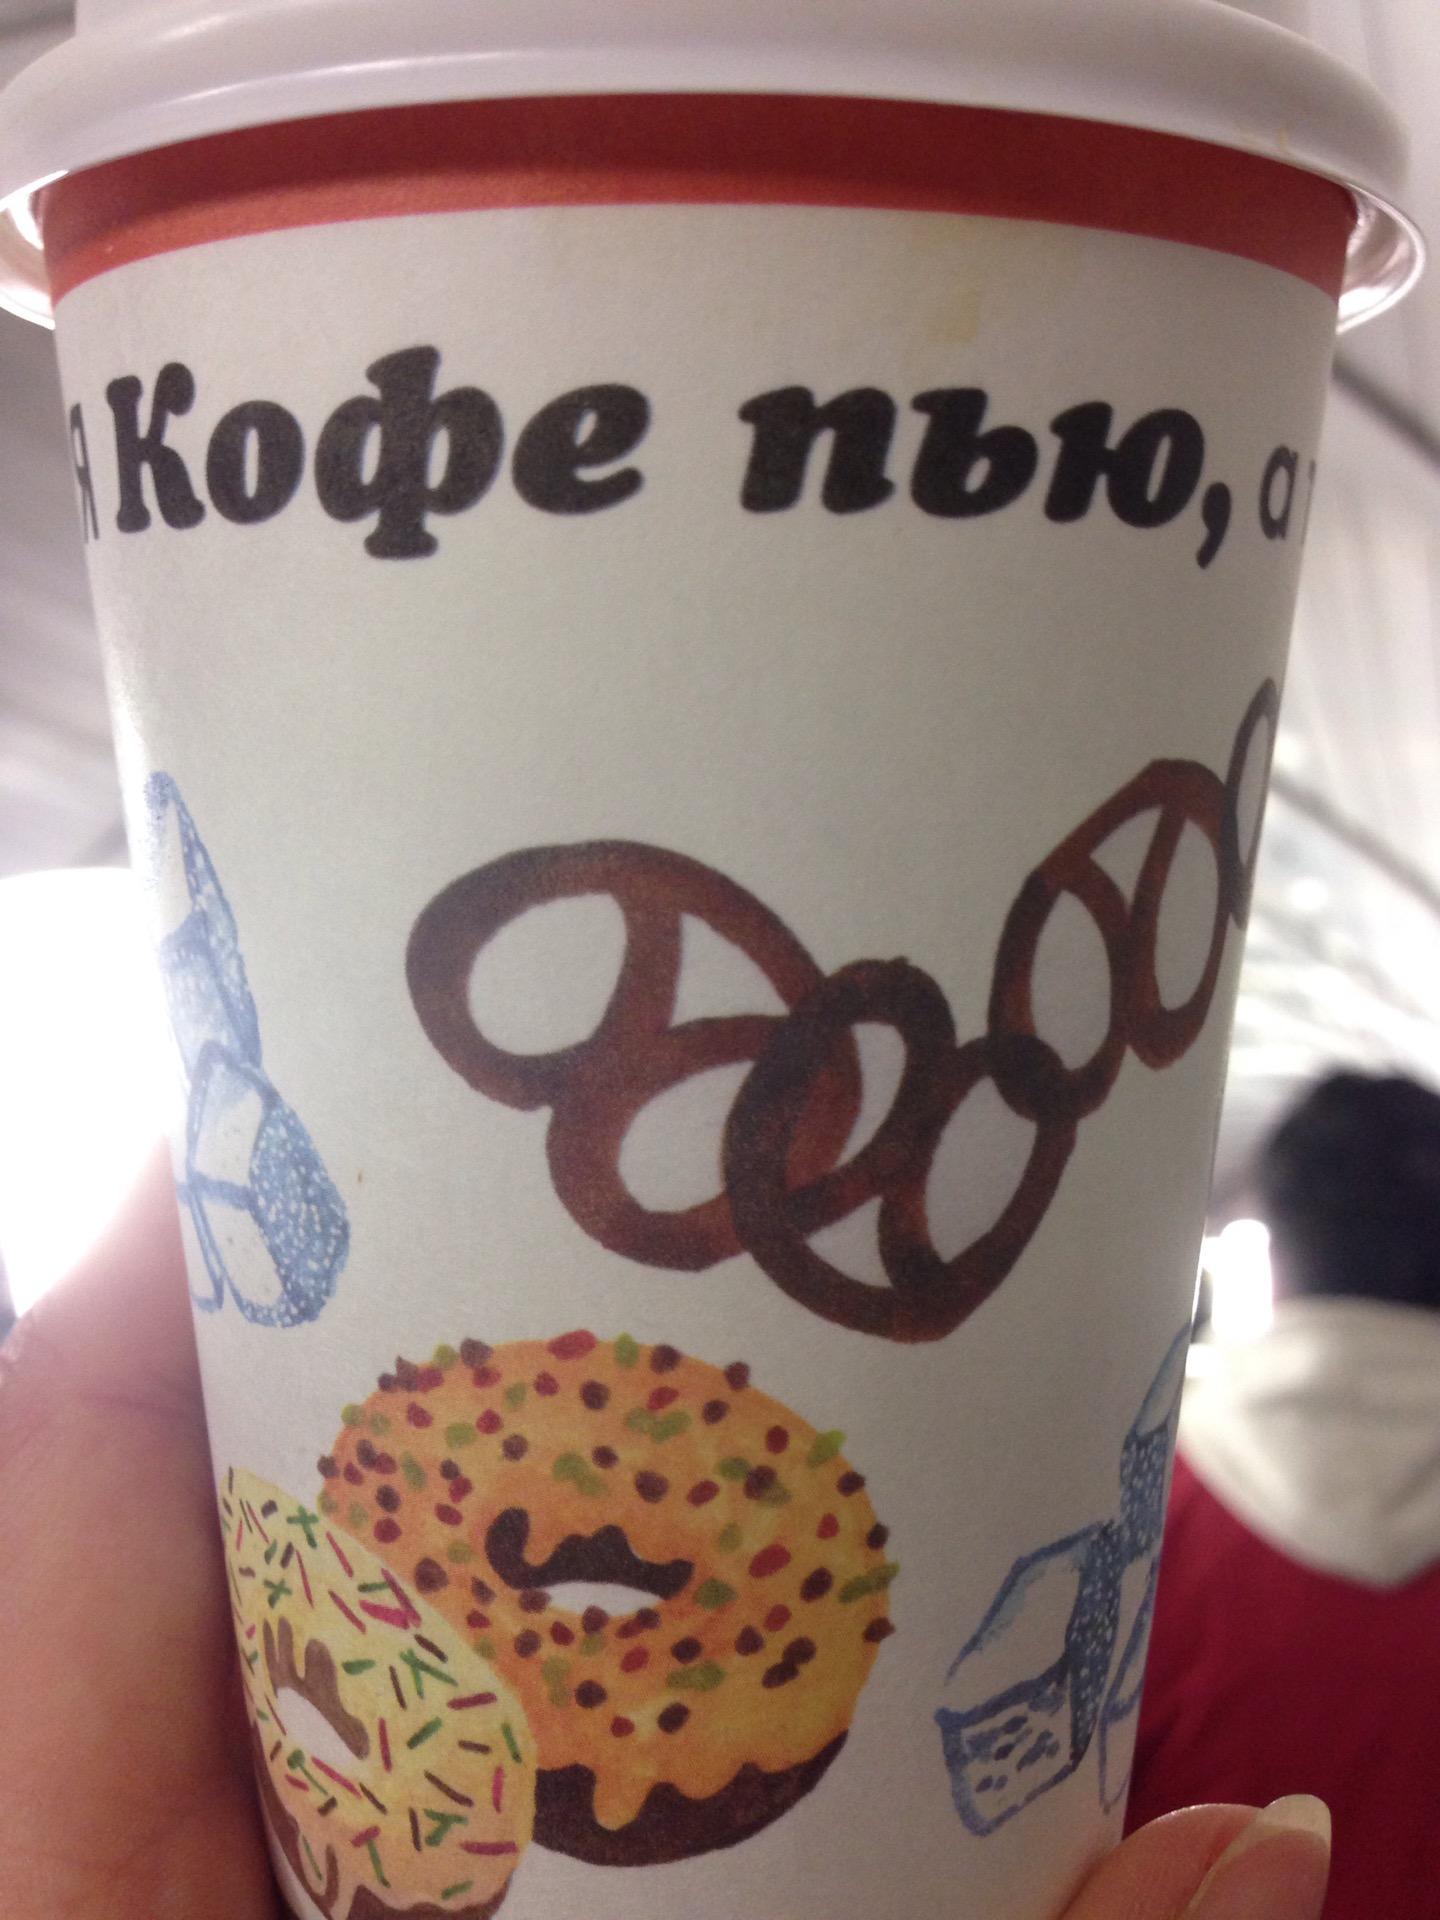 я Кофе пью, а